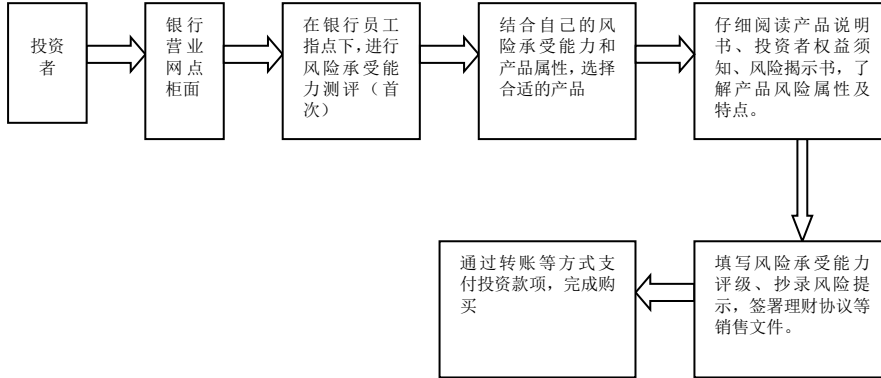 投资
者
银行
营业
网点
柜面
在银行员工
指点下，进行
风险承受能
力测评（首
次）
结合自己的风
险承受能力和
产品属性，选择
合适的产品
仔细阅读产品说明
书、投资者权益须
知、风险揭示书，了
解产品风险属性及
特点。
填写风险承受能力
评级、抄录风险提
示，签署理财协议等
销售文件。
通过转账等方式支
付投资款项，完成购
买